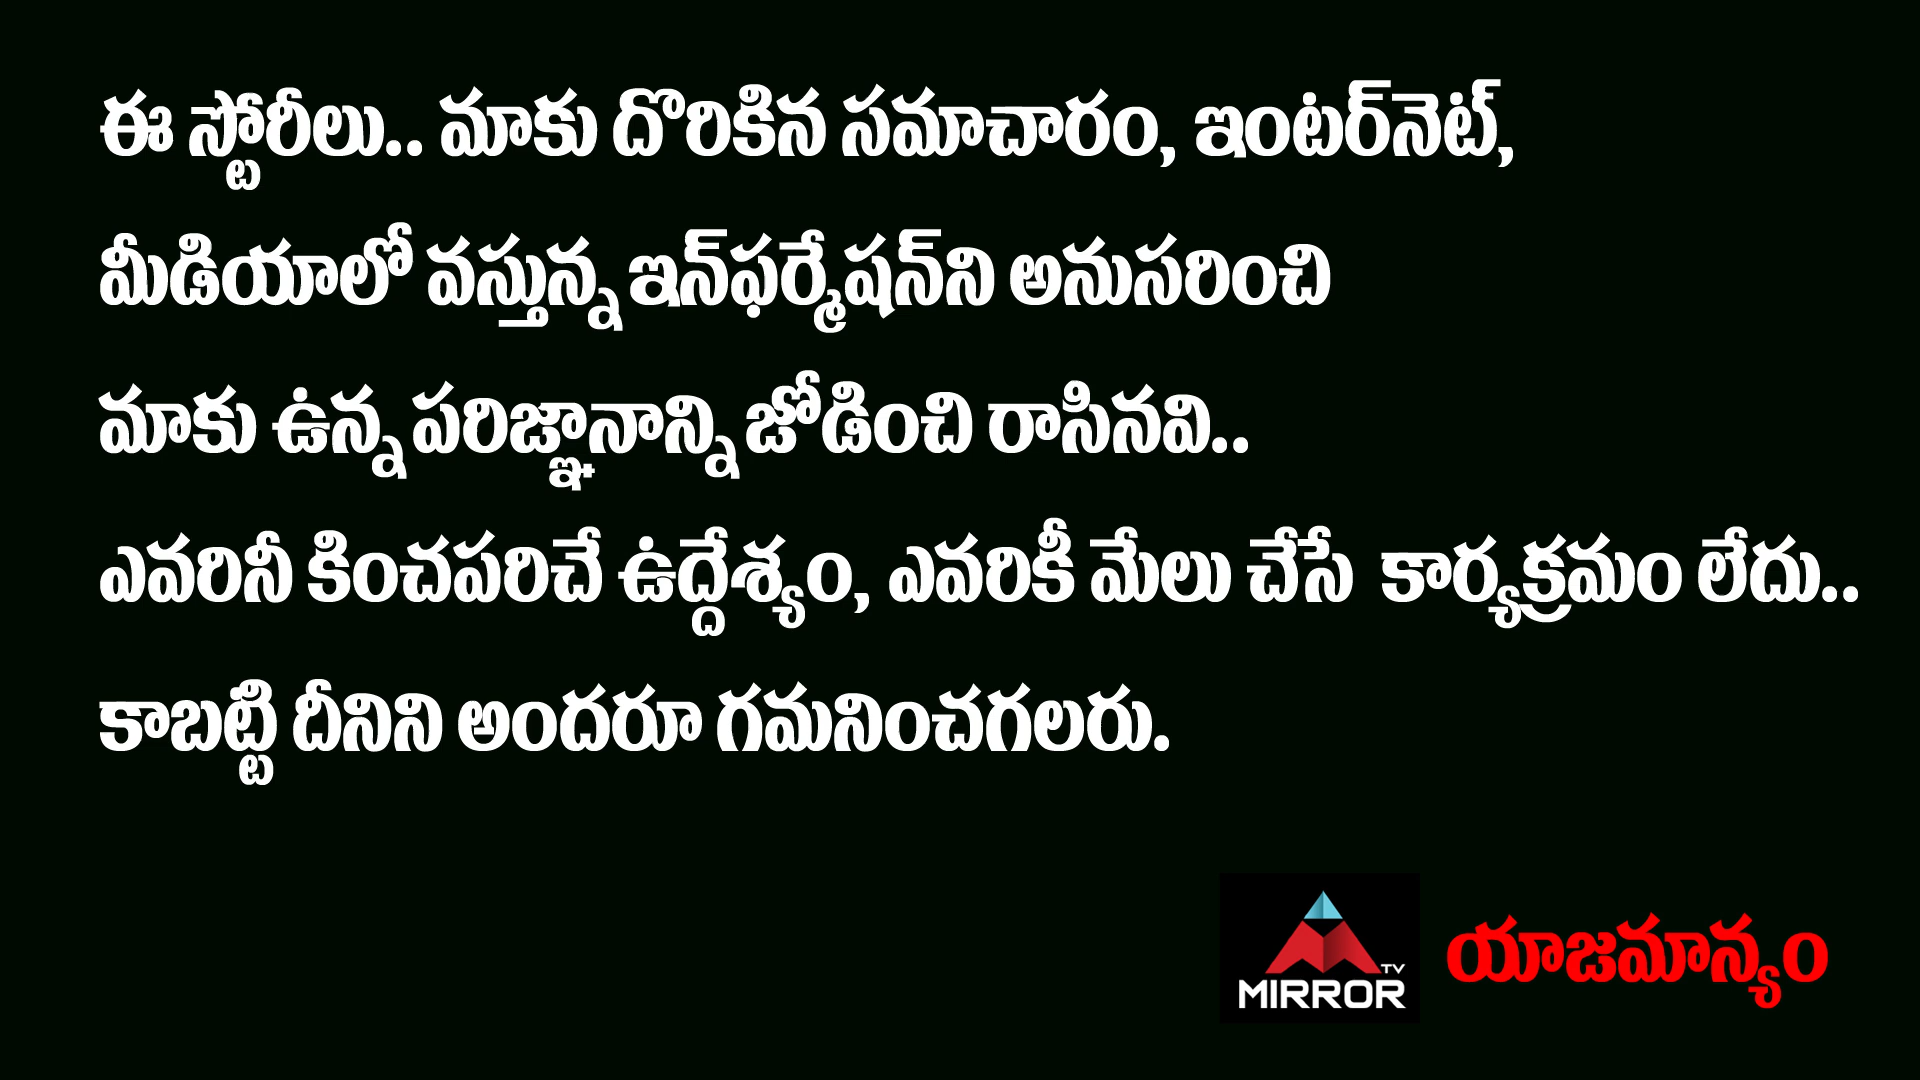 ఈ స్టోరీలు.. మాకు దొరికిన సమాచారం, ఇంటర్‌నెట్,
మీడియాలో వస్తున్న ఇన్‌ఫర్మేషన్‌ని అనుసరించి
మాకు ఉన్న పరిజ్ఞానాన్ని జోడించి రాసినవి..
ఎవరినీ కించపరిచే ఉద్దేశ్యం, ఎవరికీ మేలు చేసే కార్యక్రమం లేదు..
కాబట్టి దీనిని అందరూ గమనించగలరు.
TV
MIRROR
యాజమాన్యం